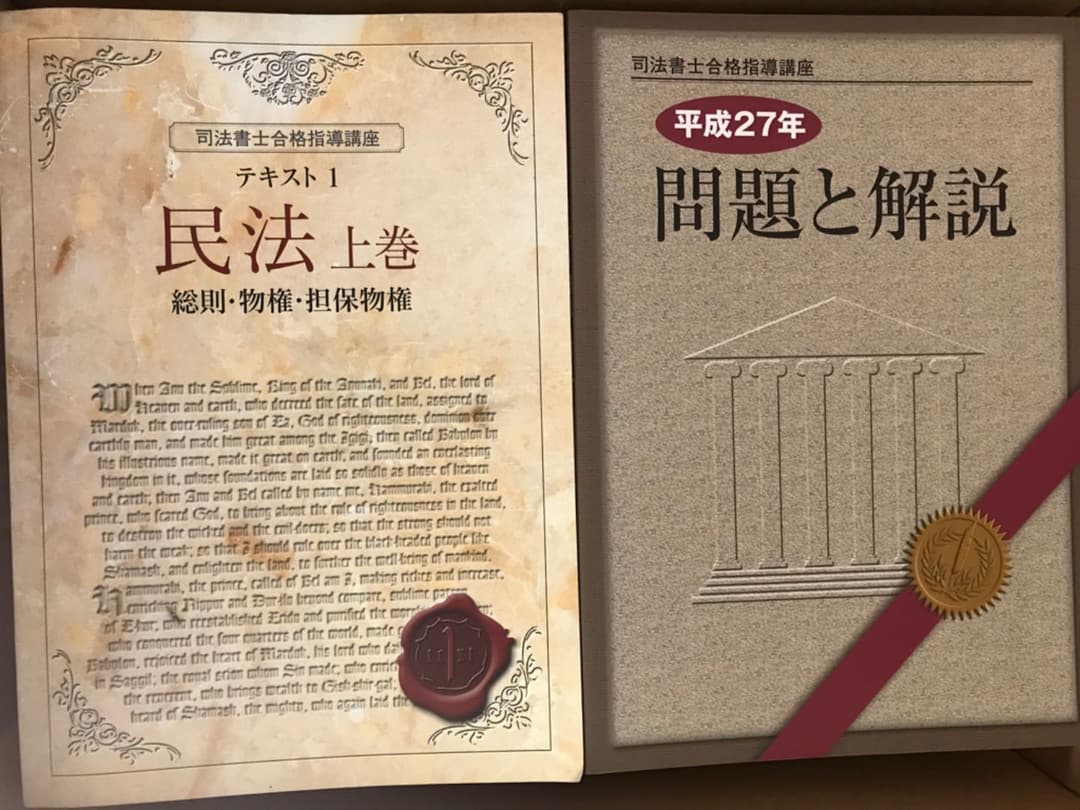 司法書士合格指導講座
テキスト 1
民法 上巻
総則・物権・担保物権
When Anu the Sublime, King of the Anunaki, and Bel, the lord of
Heaven and earth, who decreed the fate of the land, assigned to
Marduk, the over-ruling son of Ea, God of righteousness, dominion over
earthly man, and made him great among the Igigi, then called Babylon by
his illustrious name, made it great on earth, and founded an everlasting
kingdom in it, whose foundations are laid so solidly as those of heaven
and earth; then Anu and Bel called by name me, Hammurabi, the exalted
prince, who feared God, to bring about the rule of righteousness in the land,
to destroy the wicked and the evil-doers; so that the strong should not
harm the weak; so that I should rule over the black-headed people like
Shamash, and enlighten the land, to further the well-being of mankind.
Hammurabi, the prince, called of Bel am I, making riches and increase,
enriching Nippur and Dur-ilu beyond compare, sublime
of E-kur; who reestablished Eridu and purified the
who conquered the four quarters of the world, made
Babylon, rejoiced the heart of Marduk, his lord who
in Saggil; the royal scion whom Sin made; who
the reverent, who brings wealth to Gish-shir-gal;
heard of Shamash, the mighty, who again laid the
1
司法書士合格指導講座
平成27年
問題と解説